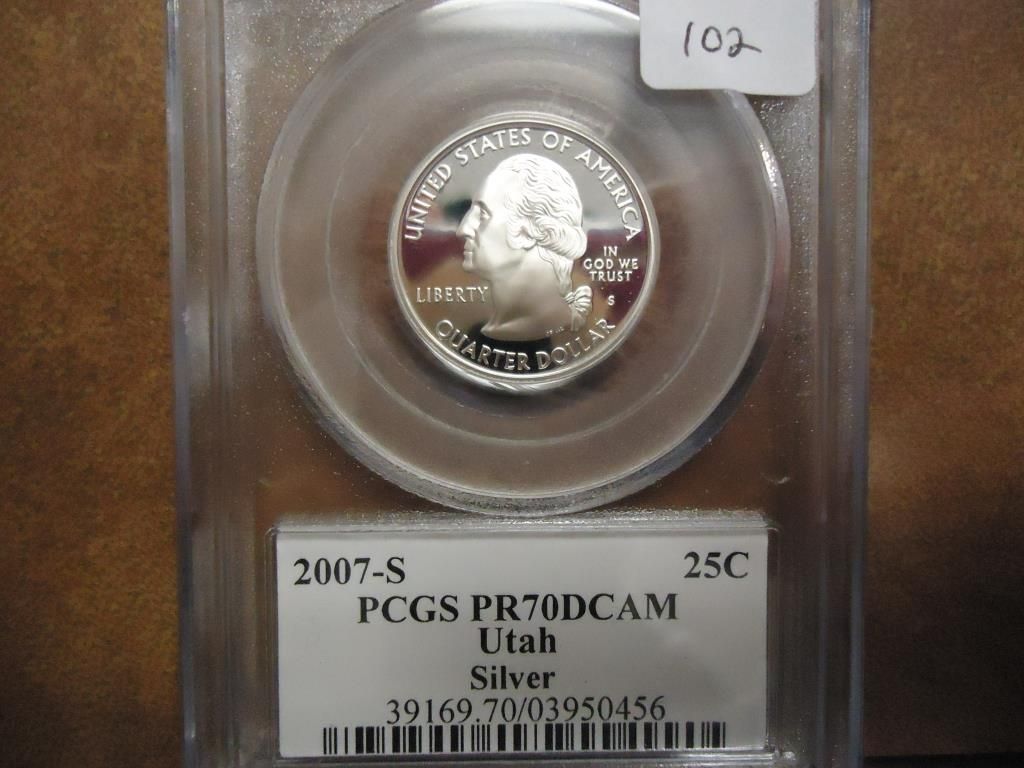 102
UNITED STATES OF AMERICA
IN
GOD WE
TRUST
LIBERTY
S
QUARTER DOLLAR
2007-S 25C
PCGS PR70DCAM
Utah
Silver
39169.70/03950456